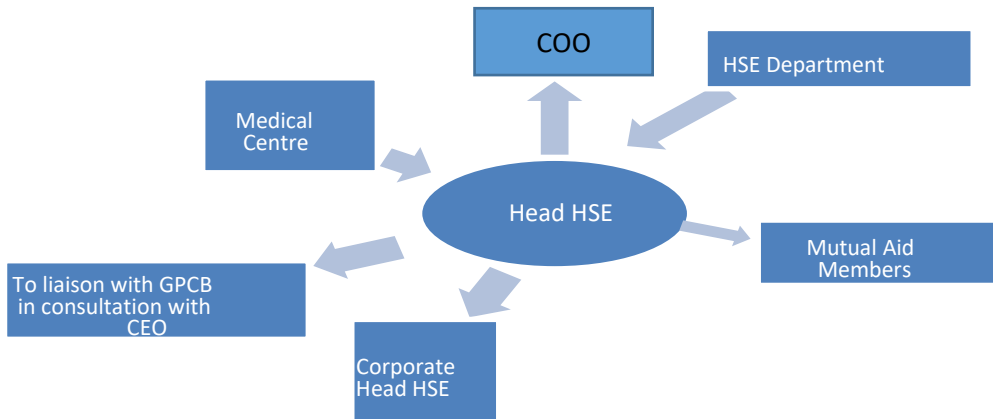 COO
HSE Department
Medical
Centre
Head HSE
Mutual Aid
Members
To liaison with GPCB
in consultation with
CEO
Corporate
Head HSE